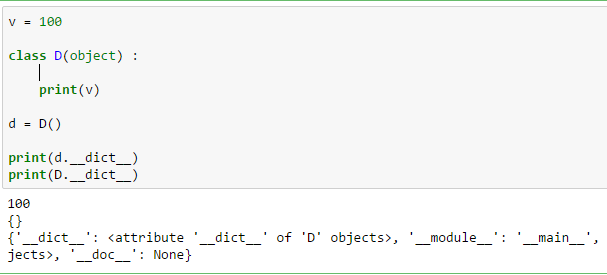 v = 100
class D(object) :
print(v)
d = D()
print(d.__dict__)
print(D.__dict__)
100
{}
{'__dict__': <attribute '__dict__' of 'D' objects>, '__module__': '__main__',
jects>, '__doc__': None}